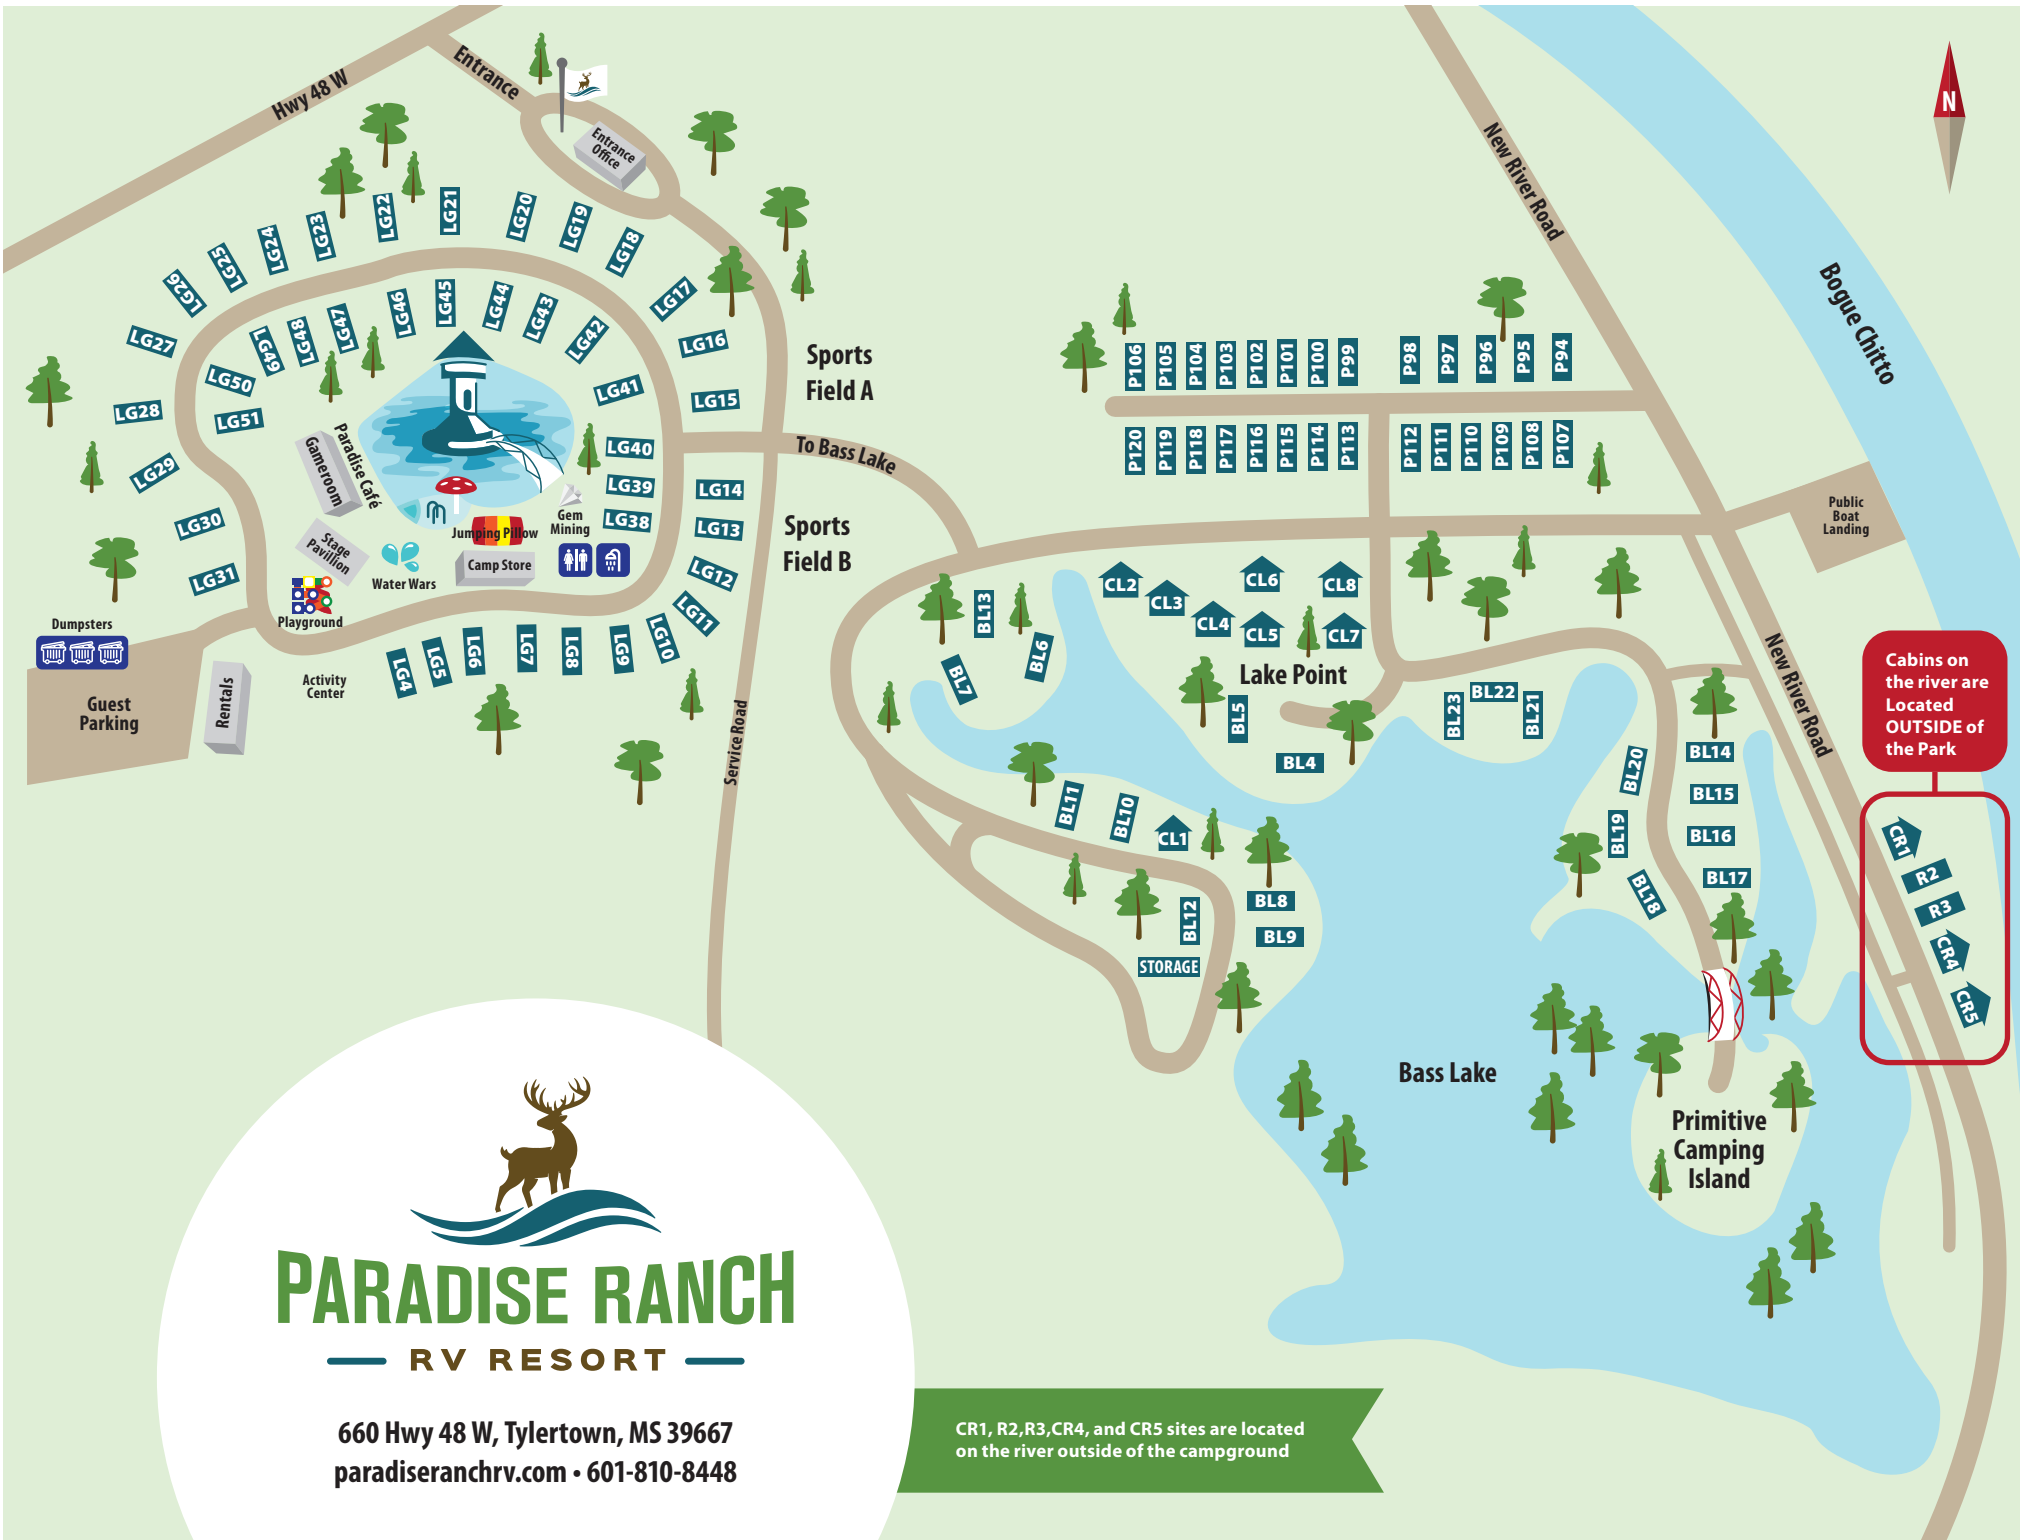 Hwy 48 W
Entrance
Entrance
Office
N
New River Road
Bogue Chitto
LG21
LG22
LG20
LG23
LG19
LG24
LG18
LG25
LG26
LG17
LG27
LG16
LG28
LG15
LG29
LG14
LG30
LG13
LG31
LG12
LG11
LG10
LG9
LG8
LG7
LG6
LG5
LG4
LG45
LG44
LG46
LG43
LG47
LG42
LG48
LG49
LG50
LG41
LG51
LG40
LG39
LG38
Paradise Café
Gameroom
Stage
Pavillion
Water Wars
Playground
Jumping Pillow
Camp Store
Gem
Mining
Dumpsters
Guest
Parking
Rentals
Activity
Center
Sports
Field A
To Bass Lake
Sports
Field B
Service Road
P106
P105
P104
P103
P102
P101
P100
P99
P98
P97
P96
P95
P94
P120
P119
P118
P117
P116
P115
P114
P113
P112
P111
P110
P109
P108
P107
Public
Boat
Landing
CL2
CL3
CL4
CL6
CL5
CL8
CL7
Lake Point
BL13
BL6
BL7
BL5
BL4
BL23
BL22
BL21
BL20
BL14
BL15
BL19
BL16
BL18
BL17
BL11
BL10
CL1
BL12
BL8
BL9
STORAGE
New River Road
Cabins on
the river are
Located
OUTSIDE of
the Park
CR1
R2
R3
CR4
CR5
Bass Lake
Primitive
Camping
Island
PARADISE RANCH
RV RESORT
660 Hwy 48 W, Tylertown, MS 39667
paradiseranchrv.com • 601-810-8448
CR1, R2,R3,CR4, and CR5 sites are located
on the river outside of the campground